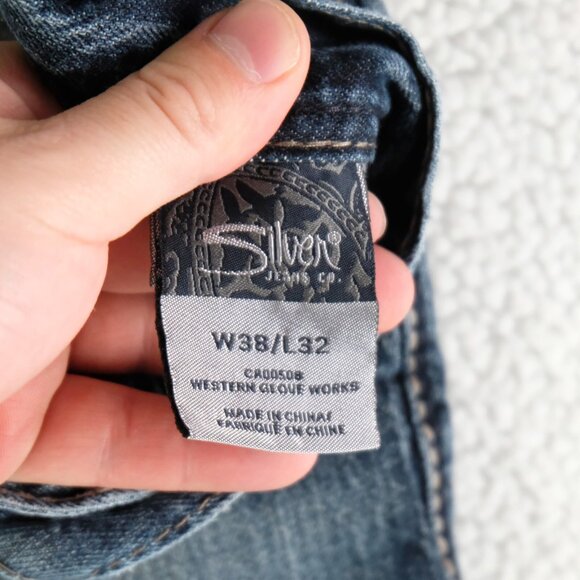 Silver®
JEANS CO.
W38/L32
CA00508
WESTERN GLOVE WORKS
MADE IN CHINA/
FABRIQUÉ EN CHINE